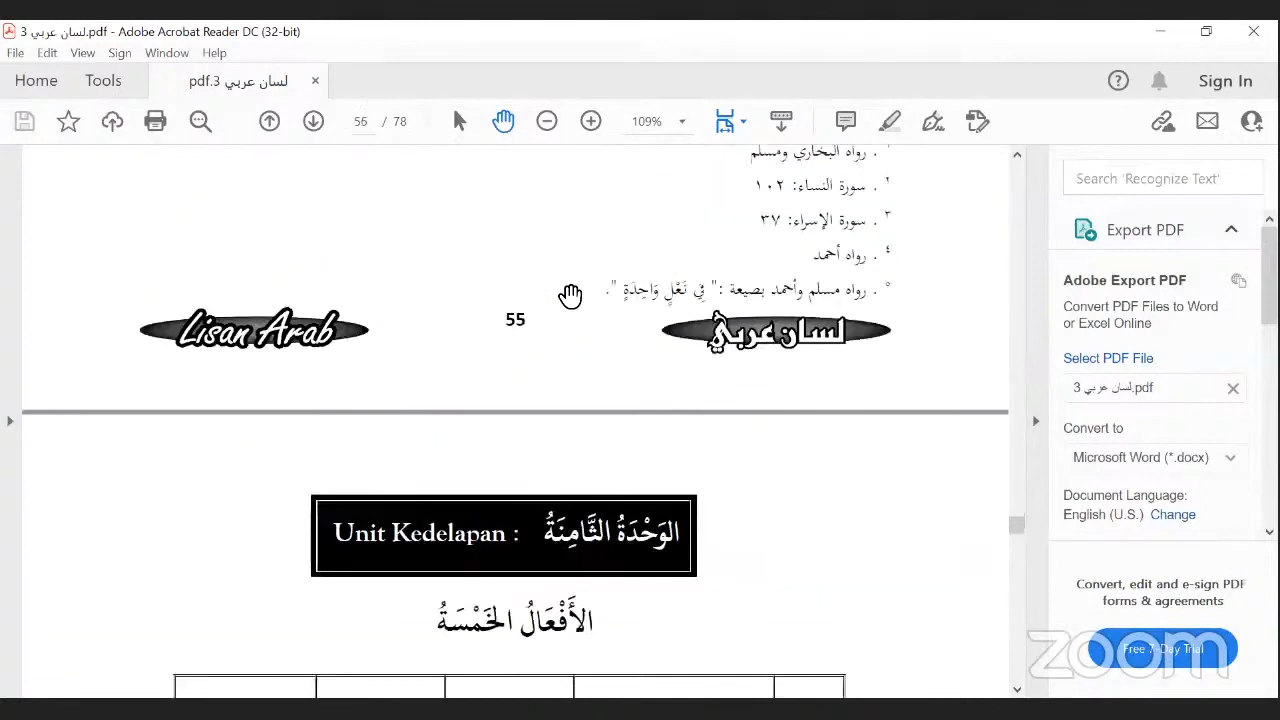 لسان عربي 3.pdf - Adobe Acrobat Reader DC (32-bit)
File Edit View Sign Window Help
Home Tools لسان عربي 3.pdf × Sign In
56 / 78 109%
١ . رواه البخاري ومسلم
٢ . سورة النساء: ١٠٢
٣ . سورة الإسراء: ٣٧
٤ . رواه أحمد
٥ . رواه مسلم وأحمد بصيعة :" فِي نَعْلٍ وَاحِدَةٍ ".
Lisan Arab 55 لسان عربي
Unit Kedelapan : الوَحْدَةُ الثَّامِنَةُ
الأَفْعَالُ الخَمْسَةُ
Search 'Recognize Text'
Export PDF
Adobe Export PDF
Convert PDF Files to Word
or Excel Online
Select PDF File
لسان عربي 3.pdf
Convert to
Microsoft Word (*.docx)
Document Language:
English (U.S.) Change
Convert, edit and e-sign PDF
forms & agreements
Free 7-Day Trial
zoom